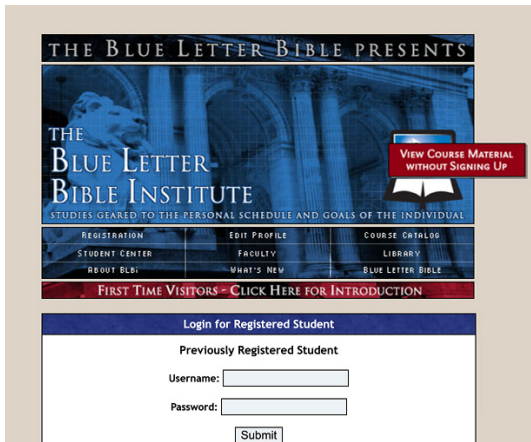 THE BLUE LETTER BIBLE PRESENTS
THE
BLUE LETTER
BIBLE INSTITUTE
VIEW COURSE MATERIAL
WITHOUT SIGNING UP
STUDIES GEARED TO THE PERSONAL SCHEDULE AND GOALS OF THE INDIVIDUAL
REGISTRATION EDIT PROFILE COURSE CATALOG
STUDENT CENTER FACULTY LIBRARY
ABOUT BLBi WHAT'S NEW BLUE LETTER BIBLE
FIRST TIME VISITORS - CLICK HERE FOR INTRODUCTION
Login for Registered Student
Previously Registered Student
Username:
Password:
Submit